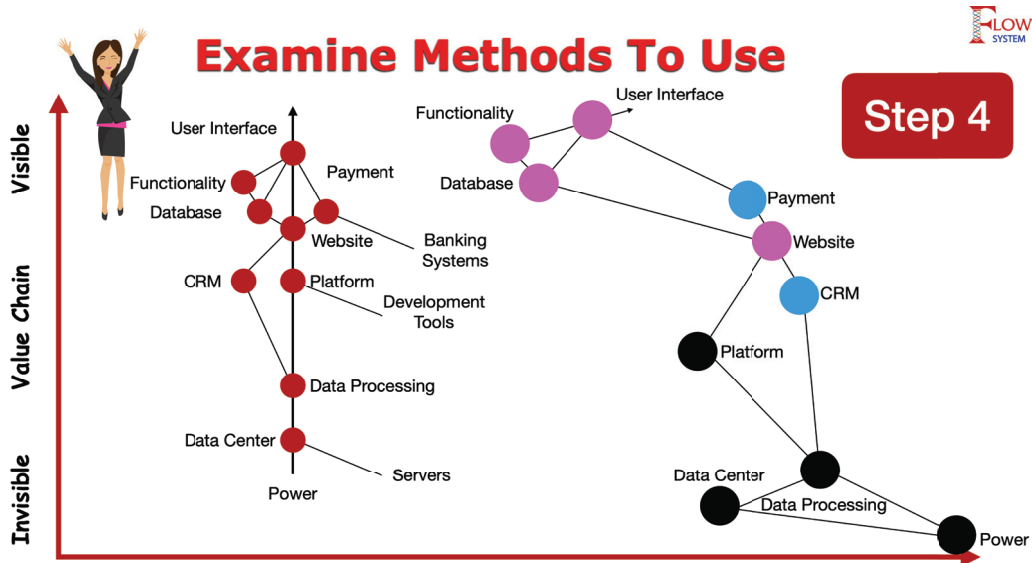 FLOW
SYSTEM
Examine Methods To Use
Step 4
Visible
Value Chain
Invisible
User Interface
Functionality
Payment
Database
Website
Banking
Systems
CRM
Platform
Development
Tools
Data Processing
Data Center
Servers
Power
User Interface
Functionality
Database
Payment
Website
CRM
Platform
Data Center
Data Processing
Power